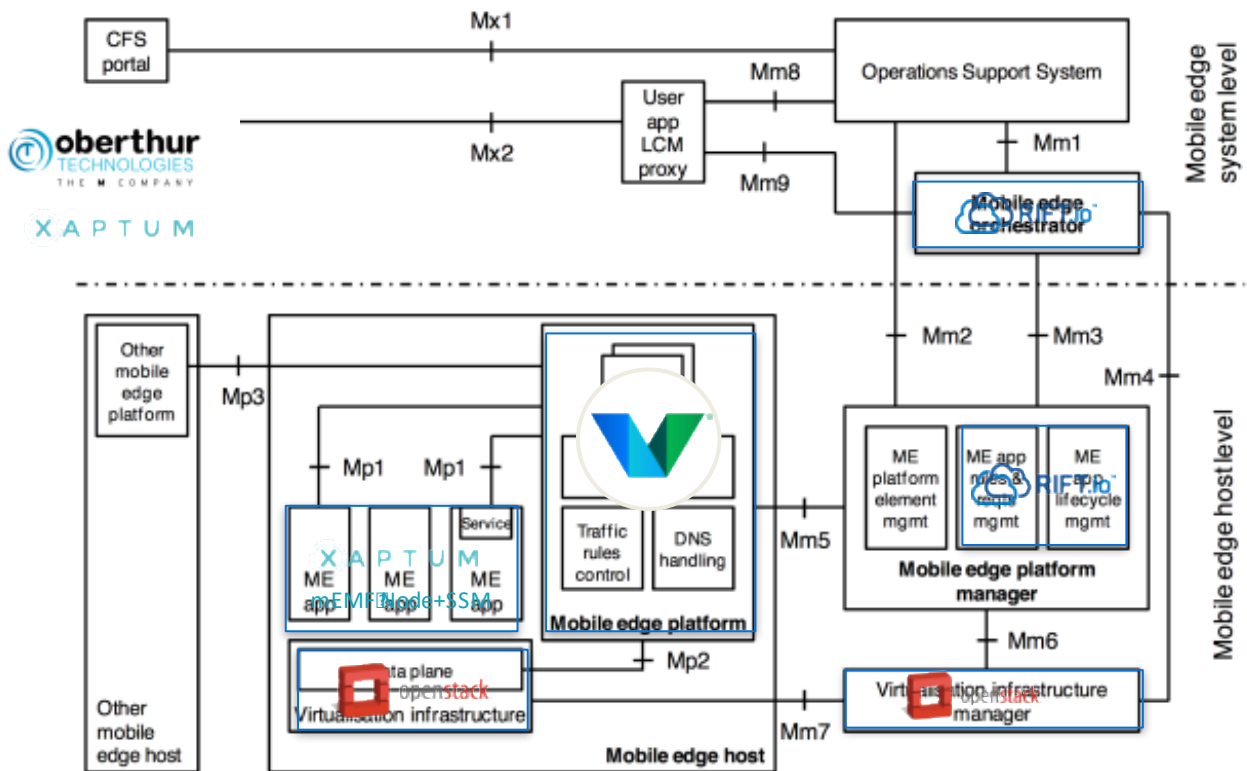 CFS
portal
Mx1
Operations Support System
Mobile edge
system level
Mm8
User
app
LCM
proxy
Mx2
Mm9
Mm1
oberthur
TECHNOLOGIES
THE M COMPANY
XAPTUM
Mobile edge
orchestrator
RIFT.io™
Other
mobile
edge
platform
Mp3
Mm2
Mm3
Mm4
Mp1
Mp1
ME
platform
element
mgmt
ME app
rules &
reqts
mgmt
ME
app
lifecycle
mgmt
RIFT.io™
Mobile edge host level
Service
Traffic
rules
control
DNS
handling
Mm5
XAPTUM
ME
app
ME
app
ME
app
Node+SSM
Mobile edge platform
Mobile edge platform
manager
Mp2
Mm6
plane
openstack
Virtualisation infrastructure
Mm7
Virtualisation infrastructure
manager
openstack
Other
mobile
edge host
Mobile edge host